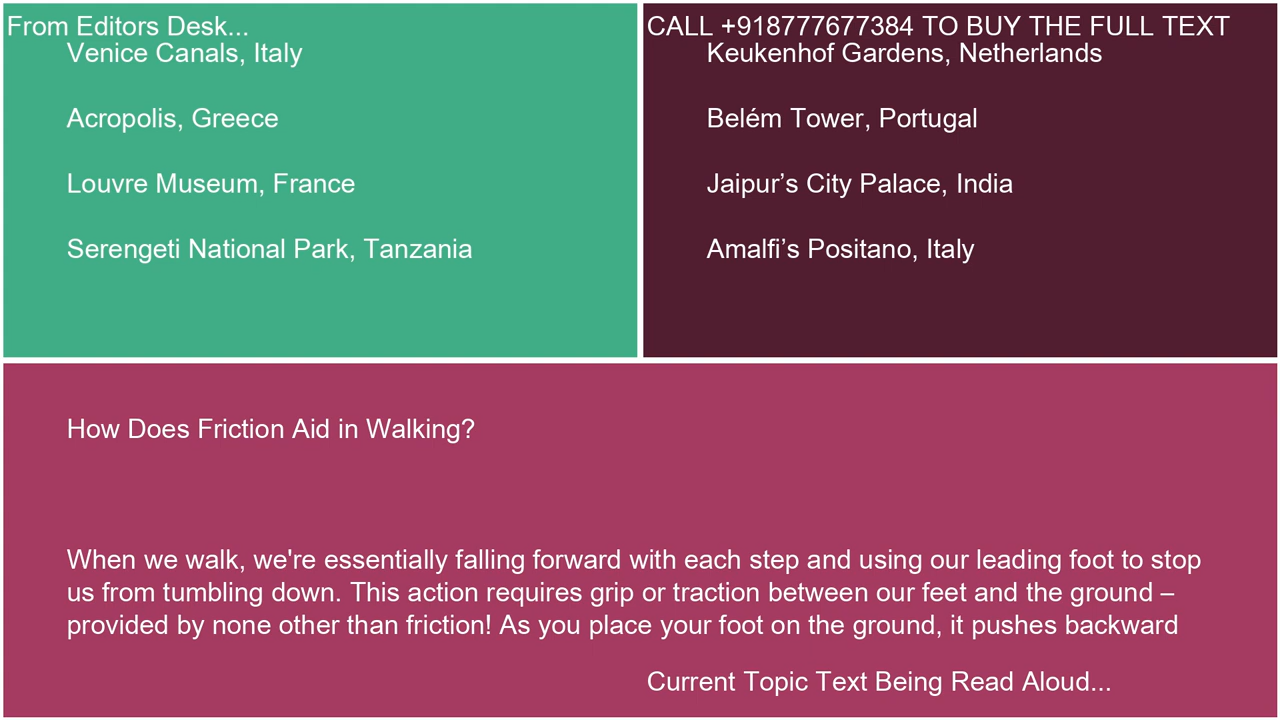 From Editors Desk...
Venice Canals, Italy
Acropolis, Greece
Louvre Museum, France
Serengeti National Park, Tanzania
CALL +918777677384 TO BUY THE FULL TEXT
Keukenhof Gardens, Netherlands
Belém Tower, Portugal
Jaipur’s City Palace, India
Amalfi’s Positano, Italy
How Does Friction Aid in Walking?
When we walk, we're essentially falling forward with each step and using our leading foot to stop
us from tumbling down. This action requires grip or traction between our feet and the ground –
provided by none other than friction! As you place your foot on the ground, it pushes backward
Current Topic Text Being Read Aloud...